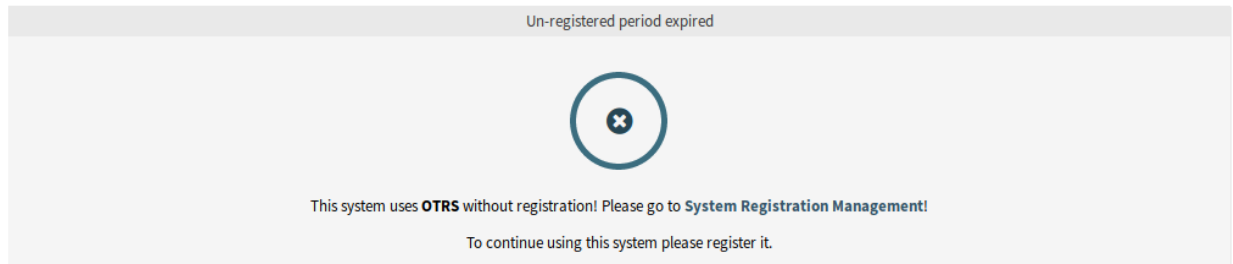 Un-registered period expired
This system uses OTRS without registration! Please go to System Registration Management!
To continue using this system please register it.